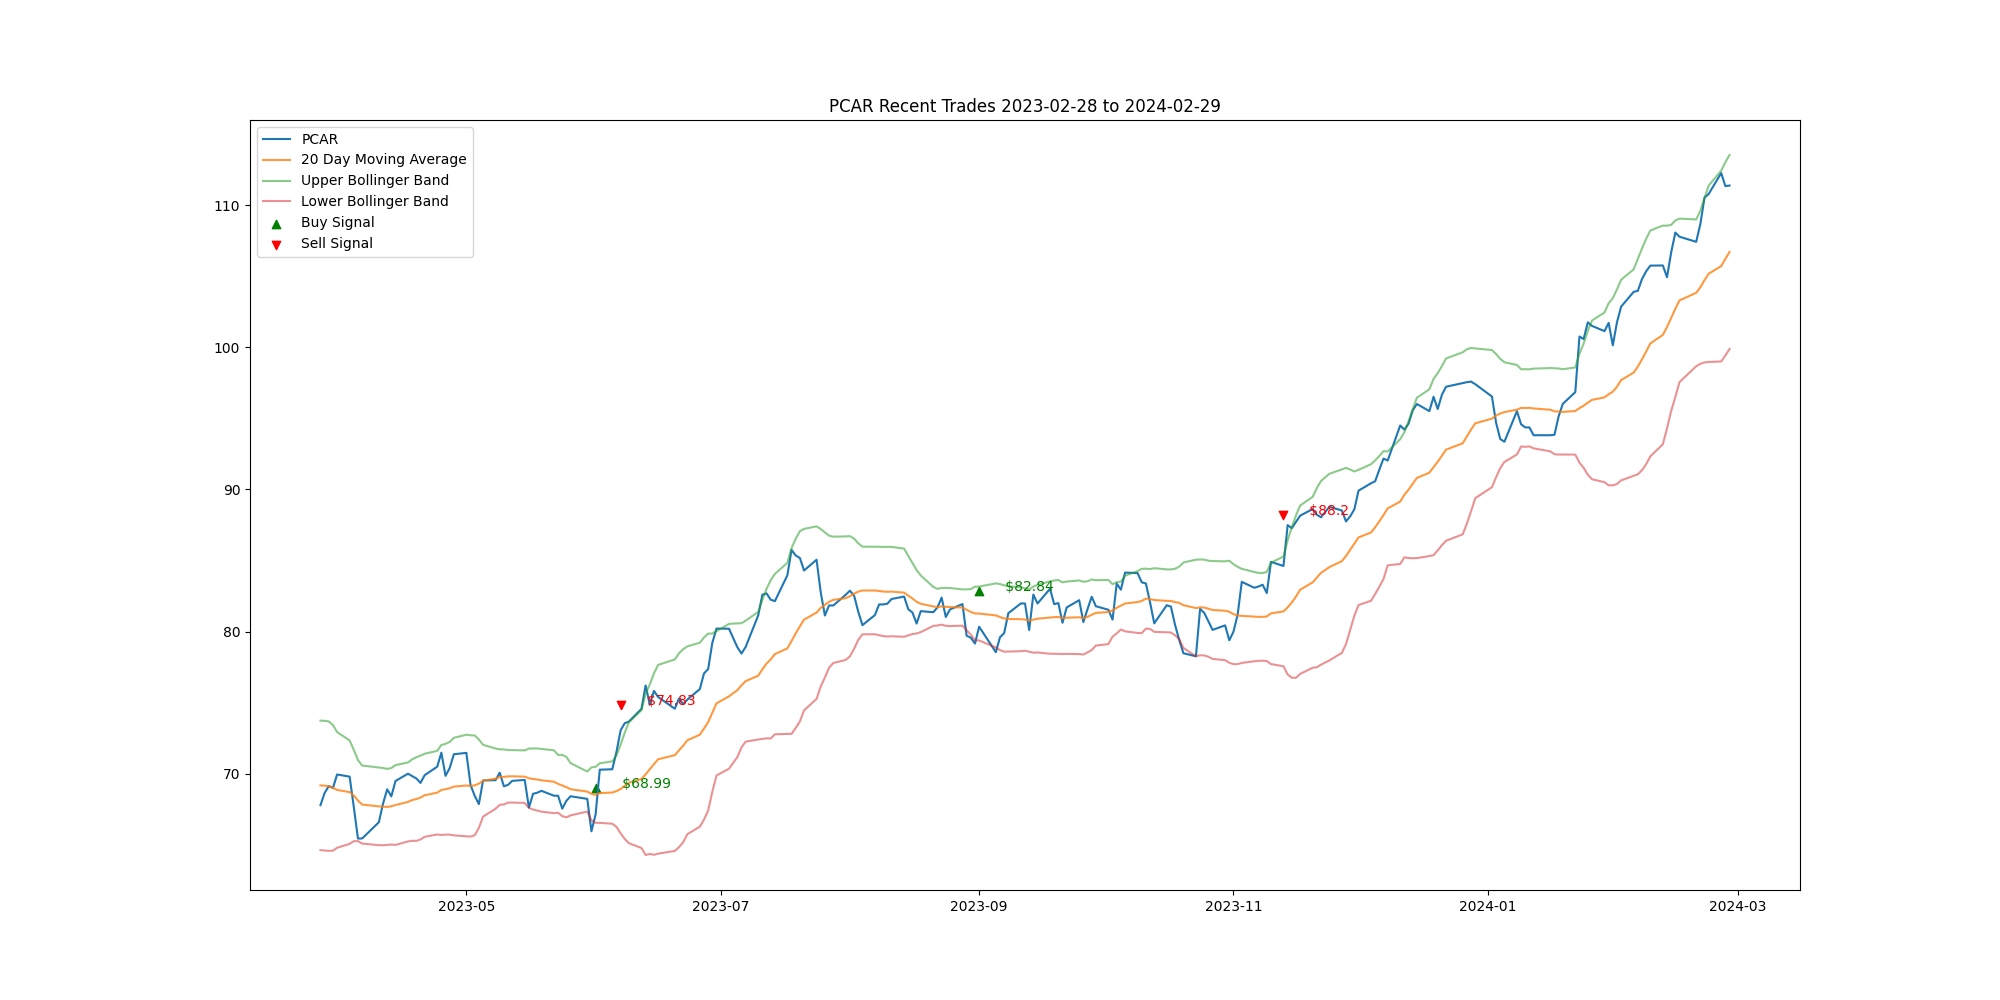 PCAR Recent Trades 2023-02-28 to 2024-02-29
PCAR
20 Day Moving Average
Upper Bollinger Band
Lower Bollinger Band
Buy Signal
Sell Signal
110
100
90
80
70
$74.83
$68.99
$82.84
$88.2
2023-05
2023-07
2023-09
2023-11
2024-01
2024-03